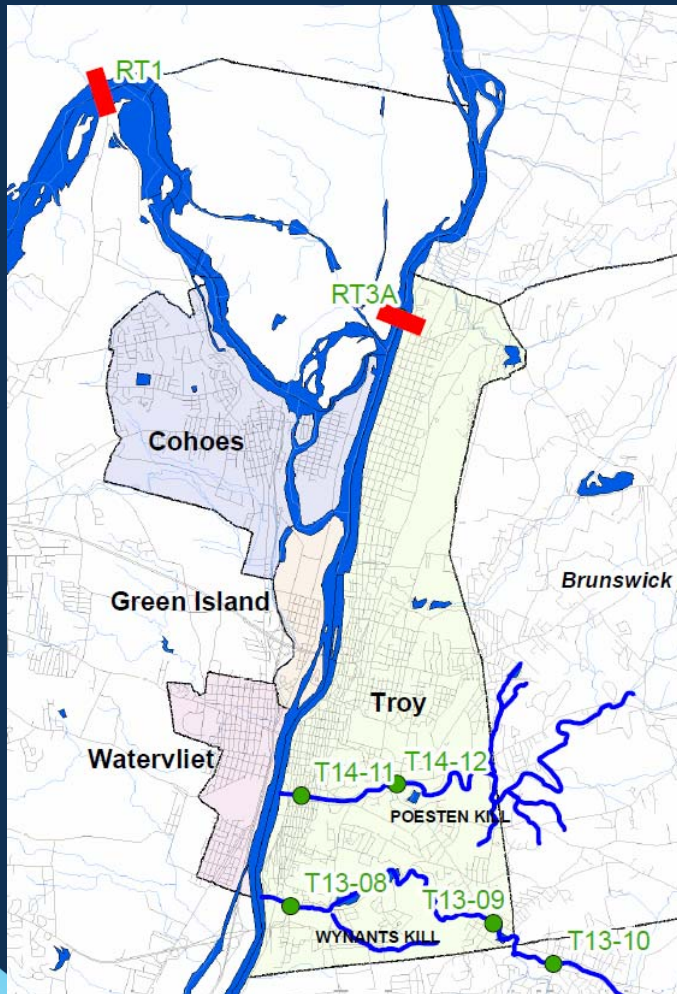 RT1
RT3A
Cohoes
Brunswick
Green Island
Troy
Watervliet
T14-11
T14-12
POESTEN KILL
T13-08
T13-09
WYNANTS KILL
T13-10